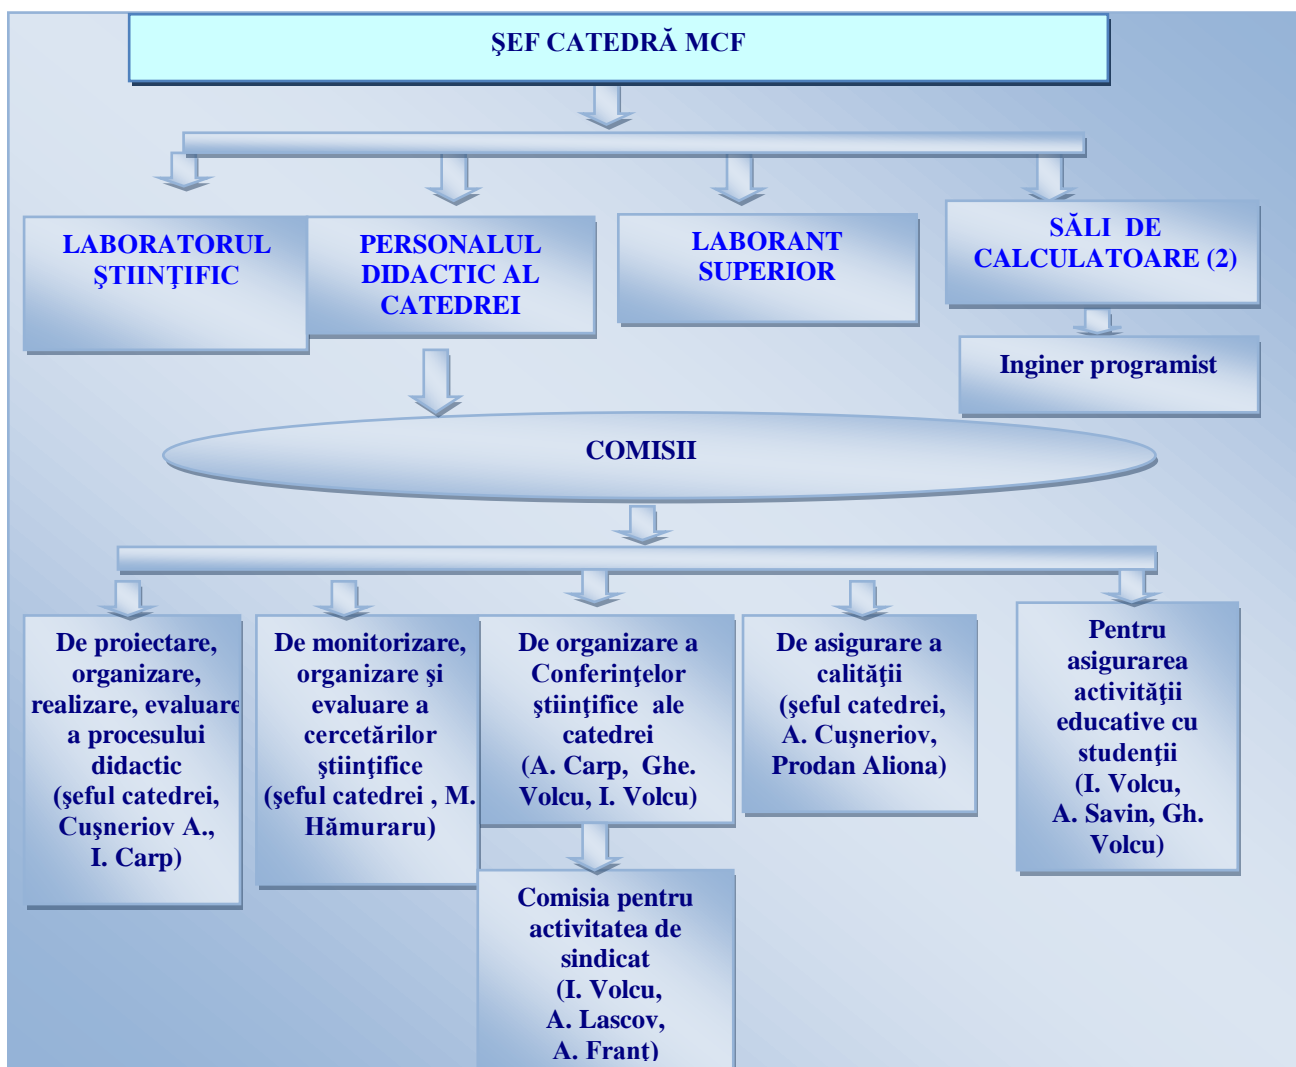 ŞEF CATEDRĂ MCF
LABORATORUL
ŞTIINŢIFIC
PERSONALUL
DIDACTIC AL
CATEDREI
LABORANT
SUPERIOR
SĂLI DE
CALCULATOARE (2)
Inginer programist
COMISII
De proiectare,
organizare,
realizare, evaluare
a procesului
didactic
(şeful catedrei,
Cuşneriov A.,
I. Carp)
De monitorizare,
organizare şi
evaluare a
cercetărilor
ştiinţifice
(şeful catedrei , M.
Hămuraru)
De organizare a
Conferinţelor
ştiinţifice ale
catedrei
(A. Carp, Ghe.
Volcu, I. Volcu)
De asigurare a
calităţii
(şeful catedrei,
A. Cuşneriov,
Prodan Aliona)
Pentru
asigurarea
activităţii
educative cu
studenţii
(I. Volcu,
A. Savin, Gh.
Volcu)
Comisia pentru
activitatea de
sindicat
(I. Volcu,
A. Lascov,
A. Franţ)